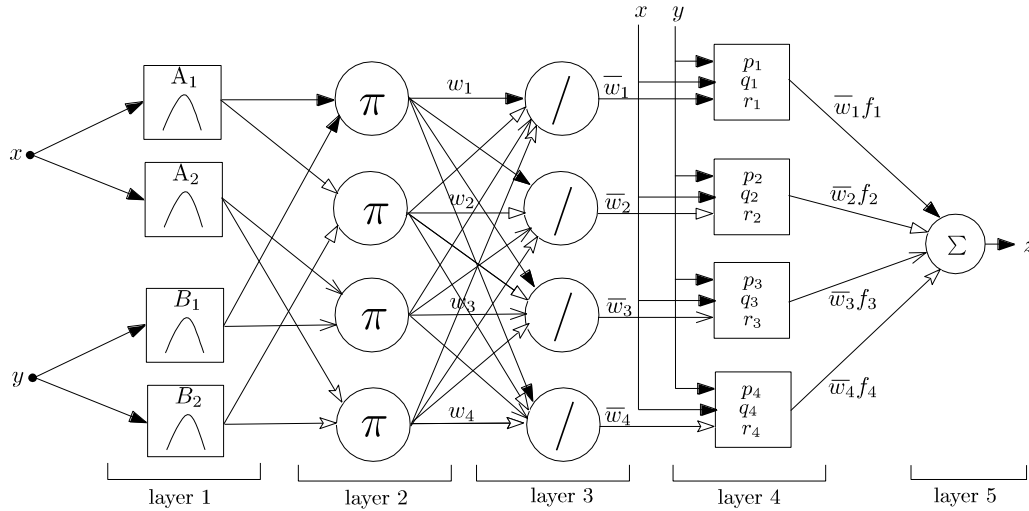 x
A₁
A₂
y
B₁
B₂
π
π
π
π
w₁
w₂
w₃
w₄
/
/
/
/
w̅₁
w̅₂
w̅₃
w̅₄
x y
p₁
q₁
r₁
p₂
q₂
r₂
p₃
q₃
r₃
p₄
q₄
r₄
w̅₁f₁
w̅₂f₂
w̅₃f₃
w̅₄f₄
Σ
z
layer 1
layer 2
layer 3
layer 4
layer 5